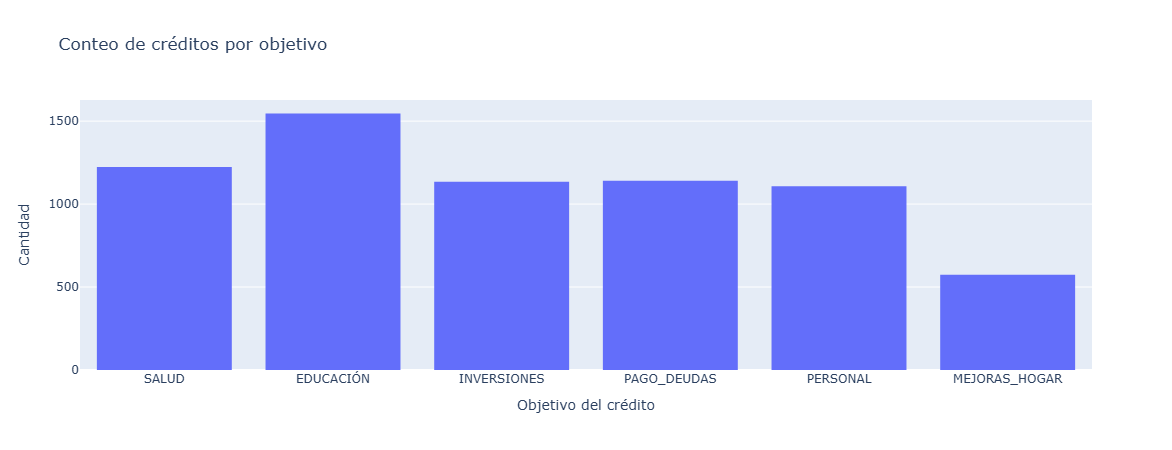 Conteo de créditos por objetivo
1500
1000
500
0
Cantidad
SALUD
EDUCACIÓN
INVERSIONES
PAGO_DEUDAS
PERSONAL
MEJORAS_HOGAR
Objetivo del crédito